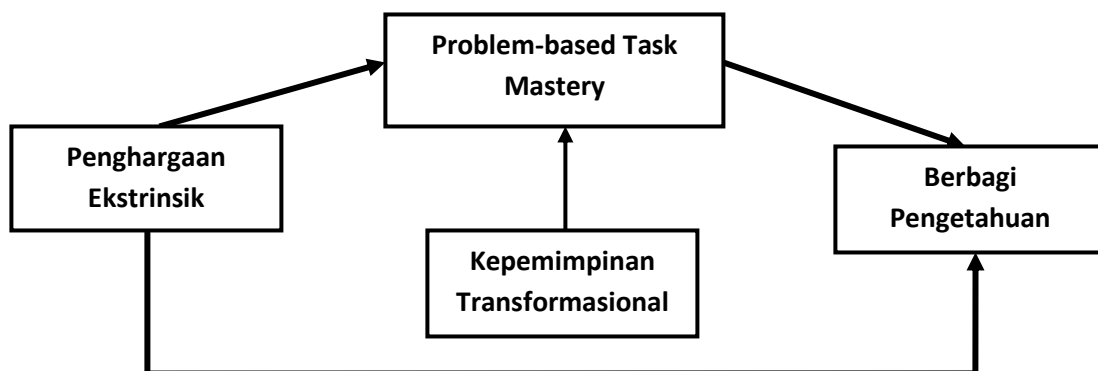 Problem-based Task
Mastery
Penghargaan
Ekstrinsik
Berbagi
Pengetahuan
Kepemimpinan
Transformasional